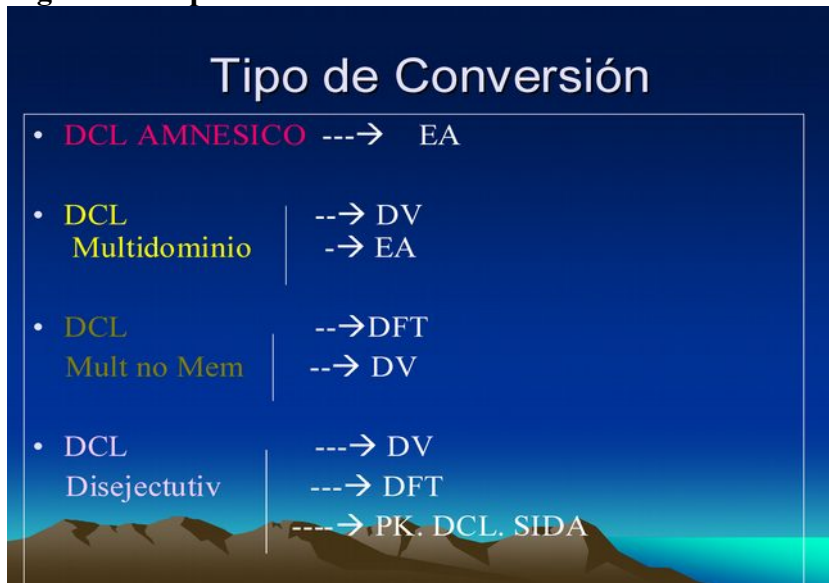 Tipo de Conversión
• DCL AMNESICO ---→ EA
• DCL --→ DV
Multidominio -→ EA
• DCL --→DFT
Mult no Mem --→ DV
• DCL ---→ DV
Disejectutiv ---→ DFT
----→ PK. DCL. SIDA